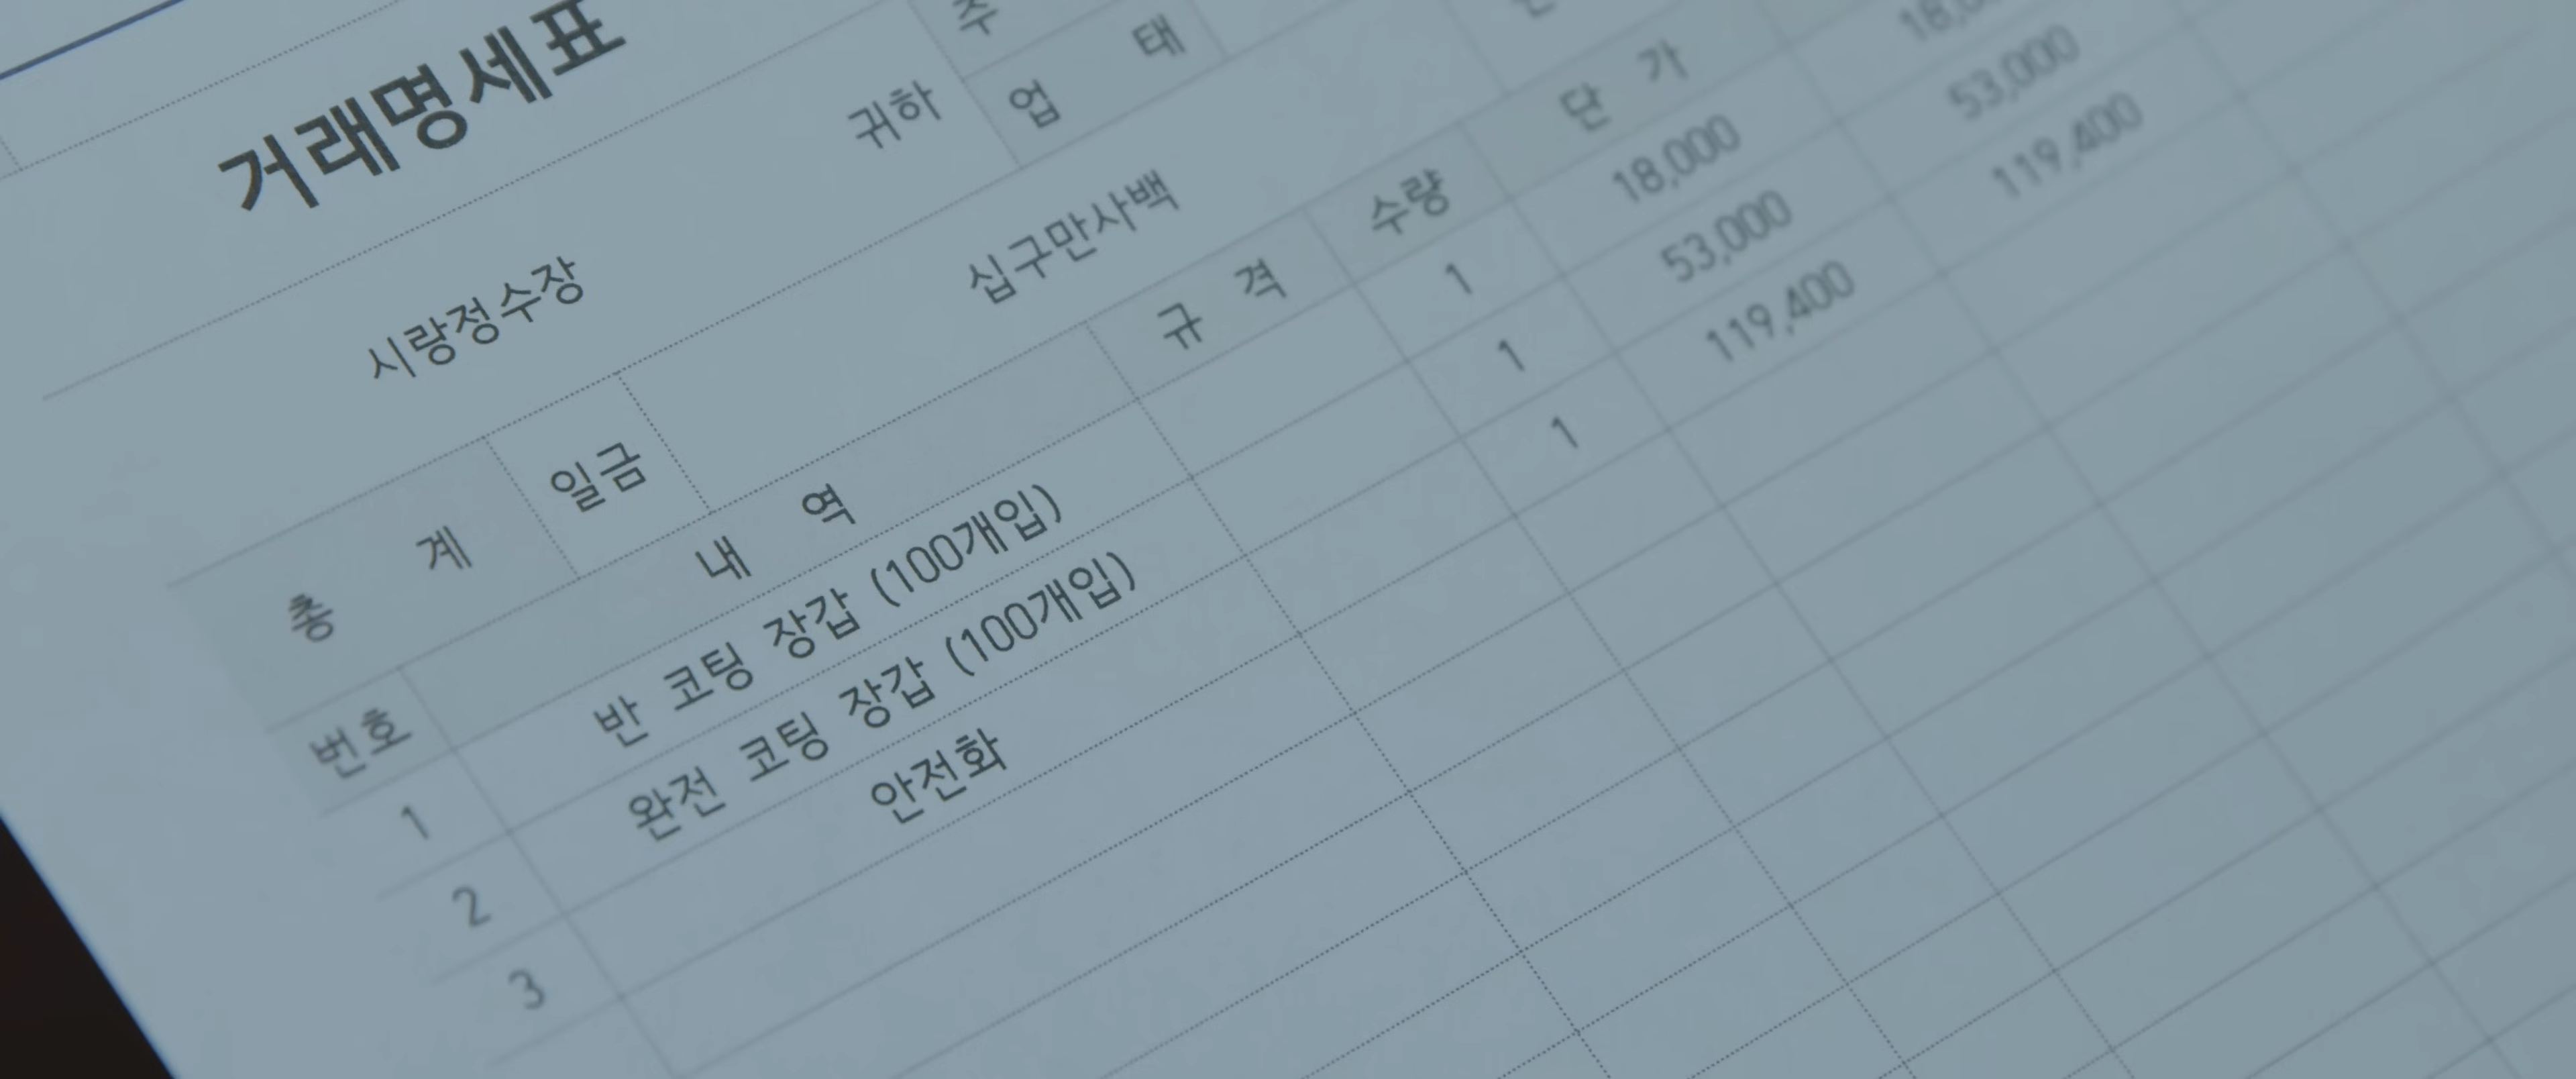 거래명세표
시랑정수장 귀하
업 태
총 계 일금 십구만사백
번호 내 역 규 격 수량 단 가
1 반 코팅 장갑 (100개입) 1 18,000
2 완전 코팅 장갑 (100개입) 1 53,000 53,000
3 안전화 1 119,400 119,400